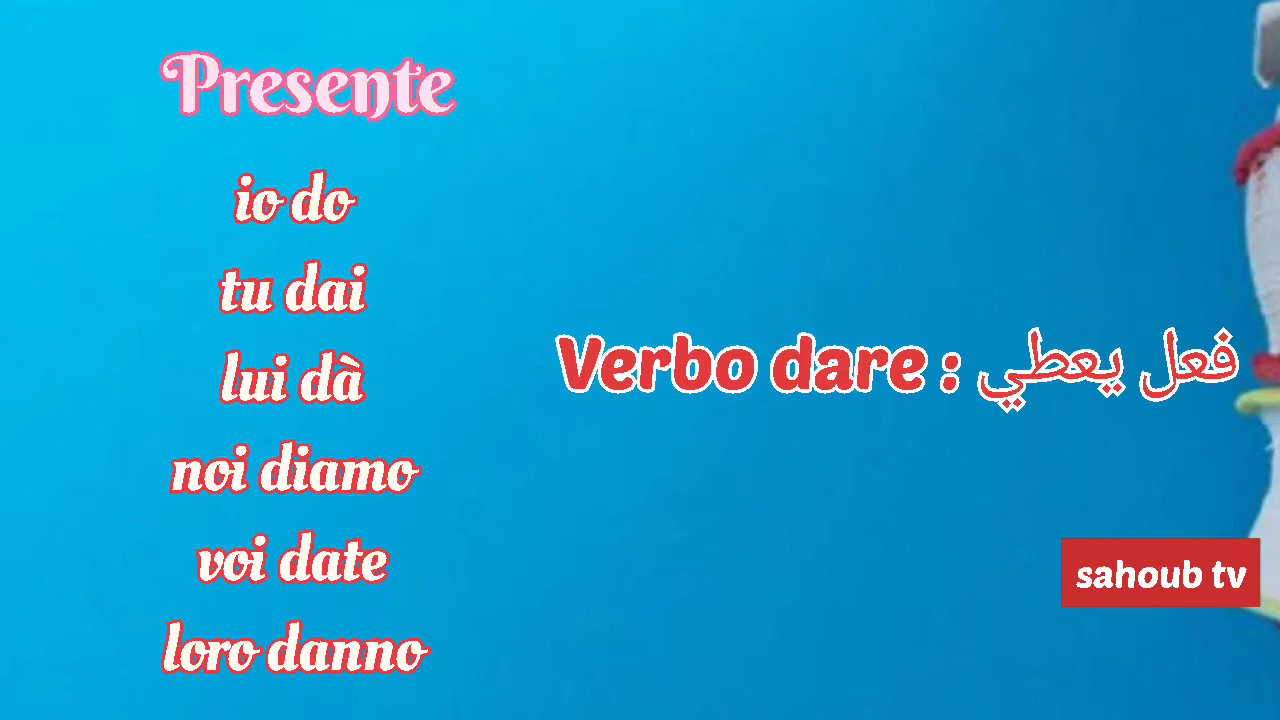 Presente
io do
tu dai
lui dà
noi diamo
voi date
loro danno
Verbo dare : فعل يعطي
sahoub tv